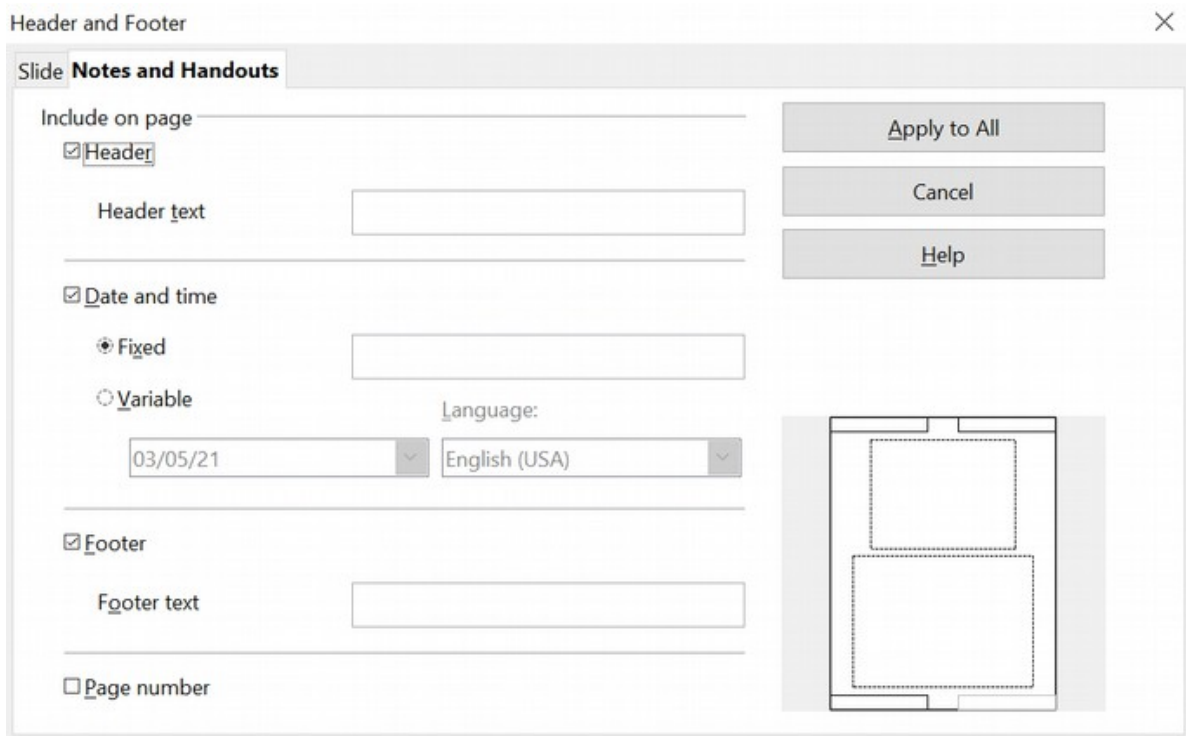 Header and Footer
Slide Notes and Handouts
Include on page
Header
Header text
Date and time
Fixed
Variable
Language:
03/05/21
English (USA)
Footer
Footer text
Page number
Apply to All
Cancel
Help